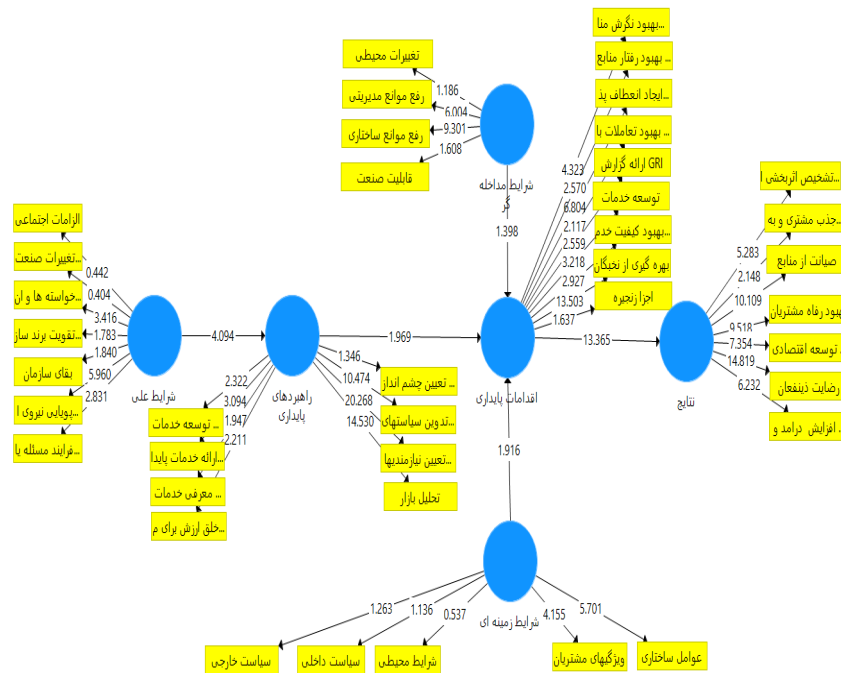 بهبود نگرش منا...
بهبود رفتار منابع ...
ایجاد انعطاف پذ...
بهبود تعاملات با ...
ارائه گزارش GRI
توسعه خدمات
بهبود کیفیت خدم...
بهره گیری از نخبگان
اجزا زنجیره
4.323
2.570
6.804
2.117
2.559
3.218
2.927
13.503
1.637
تغییرات محیطی
رفع موانع مدیریتی
رفع موانع ساختاری
قابلیت صنعت
1.186
6.004
9.301
1.608
شرایط مداخله
گر
1.398
تشخیص اثربخشی ا...
جذب مشتری و به...
صیانت از منابع
بهبود رفاه مشتریان
توسعه اقتصادی .
رضایت ذینفعان
افزایش درامد و .
5.283
2.148
10.109
9.518
7.354
14.819
6.232
نتایج
13.365
اقدامات پایداری
الزامات اجتماعی
تغییرات صنعت...
خواسته ها و ان...
تقویت برند ساز...
بقای سازمان
پویایی نیروی ا...
فرایند مسئله یا...
0.442
0.404
3.416
1.783
1.840
5.960
2.831
شرایط علی
4.094
راهبردهای
پایداری
1.969
2.322
3.094
1.947
2.211
توسعه خدمات ...
ارائه خدمات پایدا...
معرفی خدمات ...
خلق ارزش برای م...
1.346
10.474
20.268
14.530
تعیین چشم انداز ...
تدوین سیاستهای...
تعیین نیازمندیها...
تحلیل بازار
1.916
شرایط زمینه ای
1.263
1.136
0.537
4.155
5.701
سیاست خارجی
سیاست داخلی
شرایط محیطی
ویژگیهای مشتریان
عوامل ساختاری